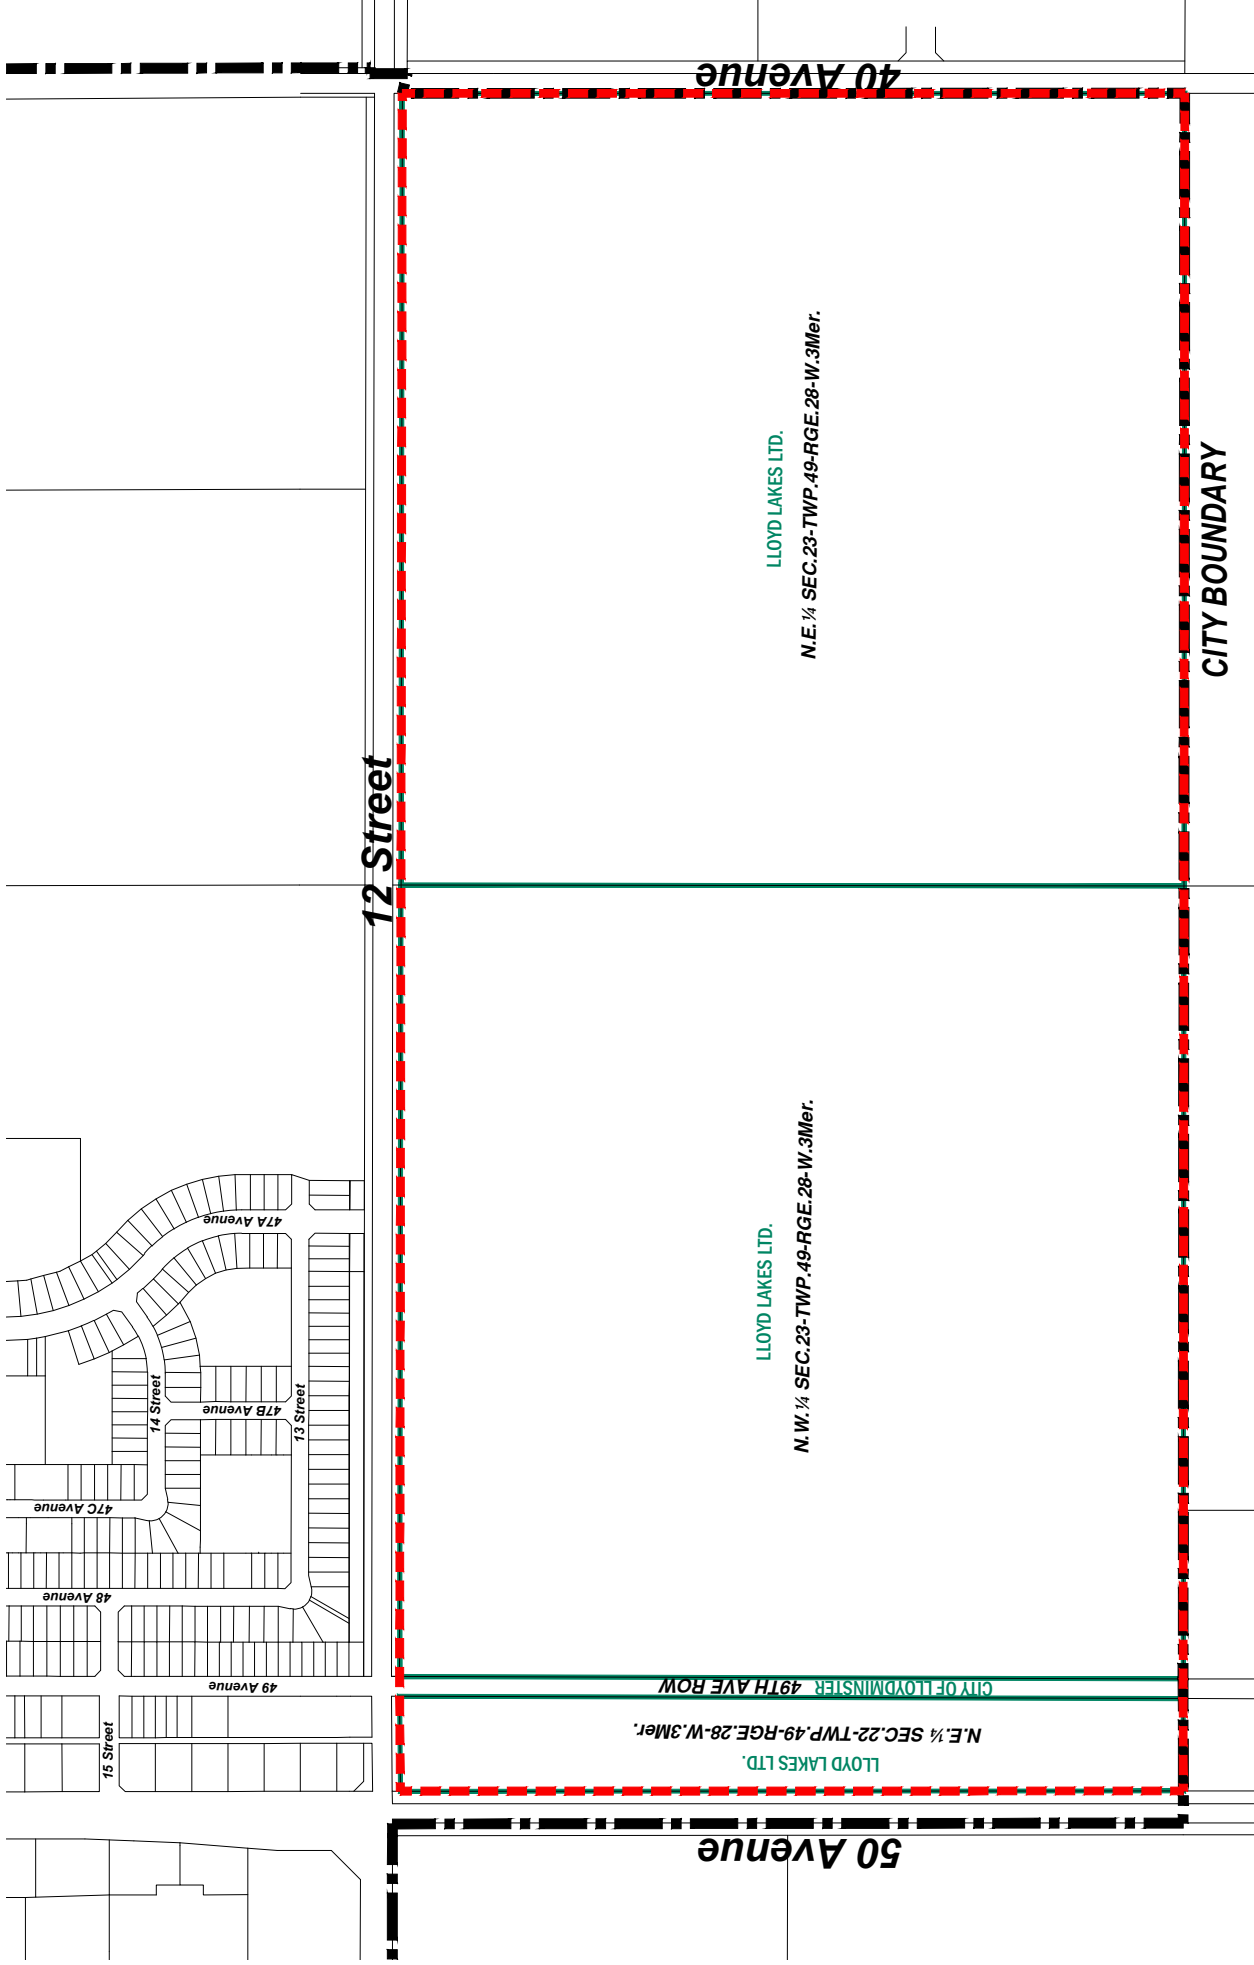 40 Avenue
12 Street
LLOYD LAKES LTD.
N.E.¼ SEC.23-TWP.49-RGE.28-W.3Mer.
CITY BOUNDARY
LLOYD LAKES LTD.
N.W.¼ SEC.23-TWP.49-RGE.28-W.3Mer.
47A Avenue
14 Street
47B Avenue
13 Street
47C Avenue
48 Avenue
49 Avenue
15 Street
CITY OF LLOYDMINSTER 49TH AVE ROW
N.E.¼ SEC.22-TWP.49-RGE.28-W.3Mer.
LLOYD LAKES LTD.
50 Avenue